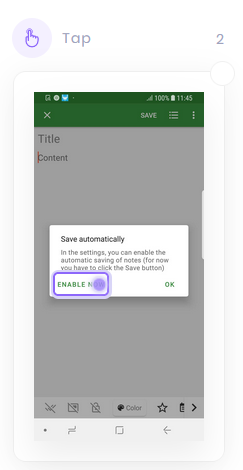 Tap
2
100% 11:45
SAVE
Title
Content
Save automatically
In the settings, you can enable the
automatic saving of notes (for now
you have to click the Save button)
ENABLE
OK
Color